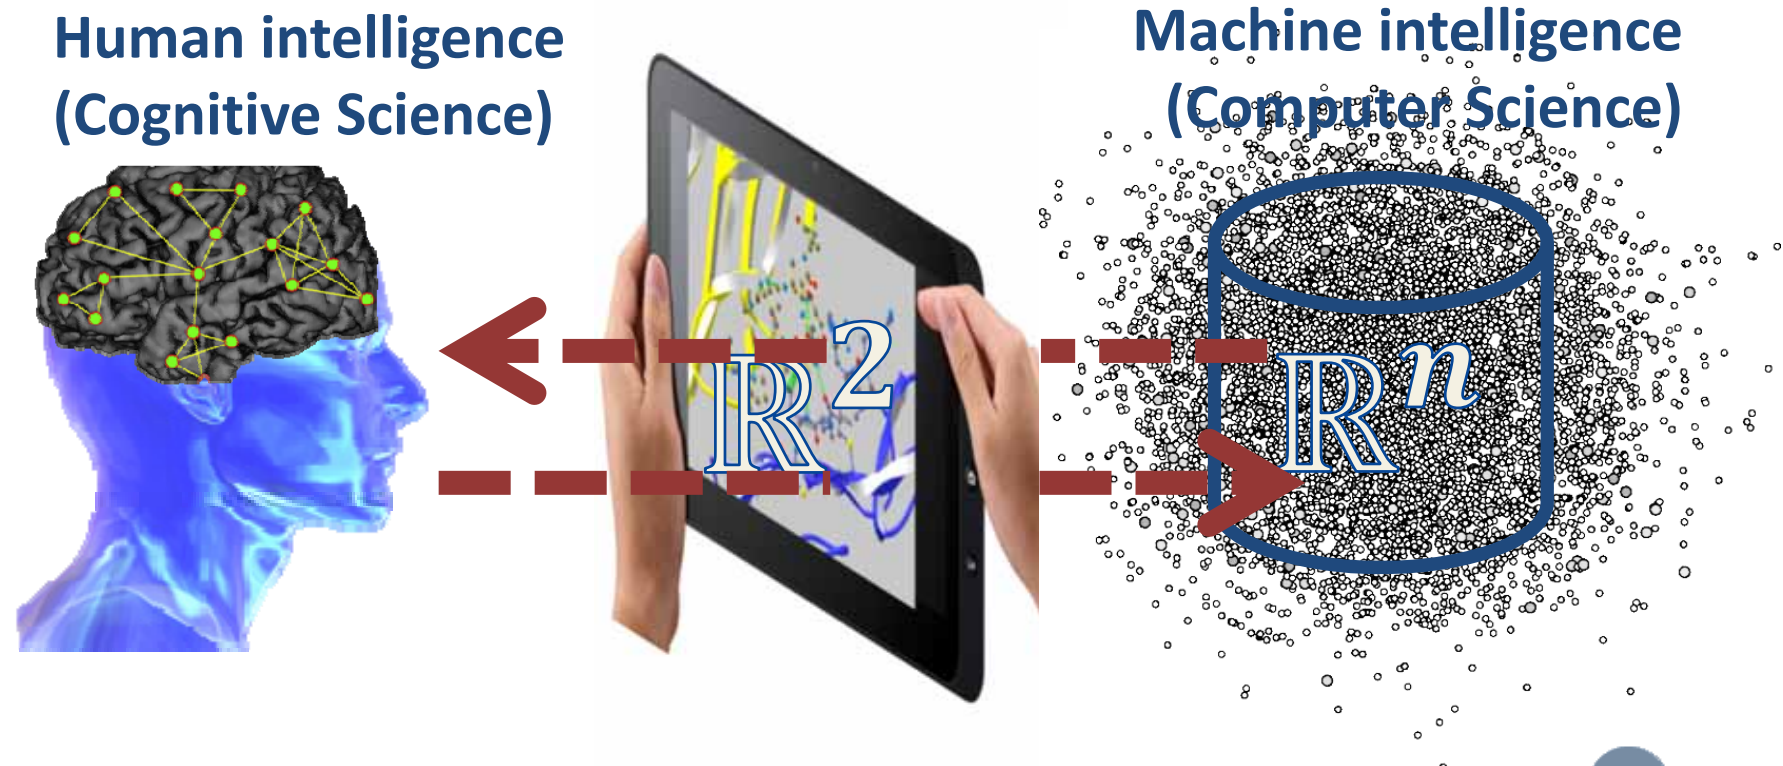 Human intelligence
(Cognitive Science)
Machine intelligence
(Computer Science)
ℝ²
ℝⁿ